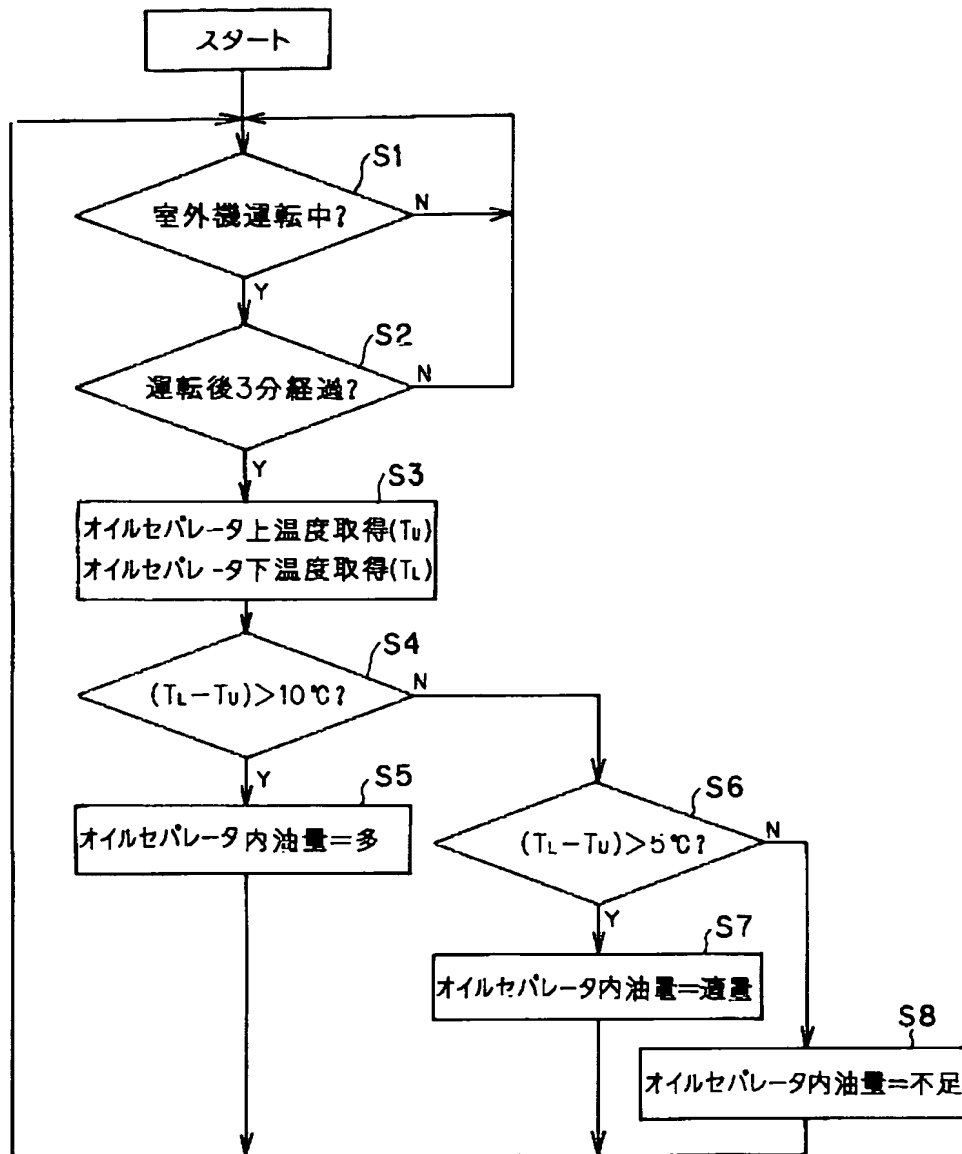 スタート
S1
室外機運転中?
N
Y
S2
運転後3分経過?
N
Y
S3
オイルセパレータ上温度取得(TU)
オイルセパレータ下温度取得(TL)
S4
(TL-TU)>10℃?
N
Y
S5
オイルセパレータ内油量=多
S6
(TL-TU)>5℃?
N
Y
S7
オイルセパレータ内油量=適量
S8
オイルセパレータ内油量=不足